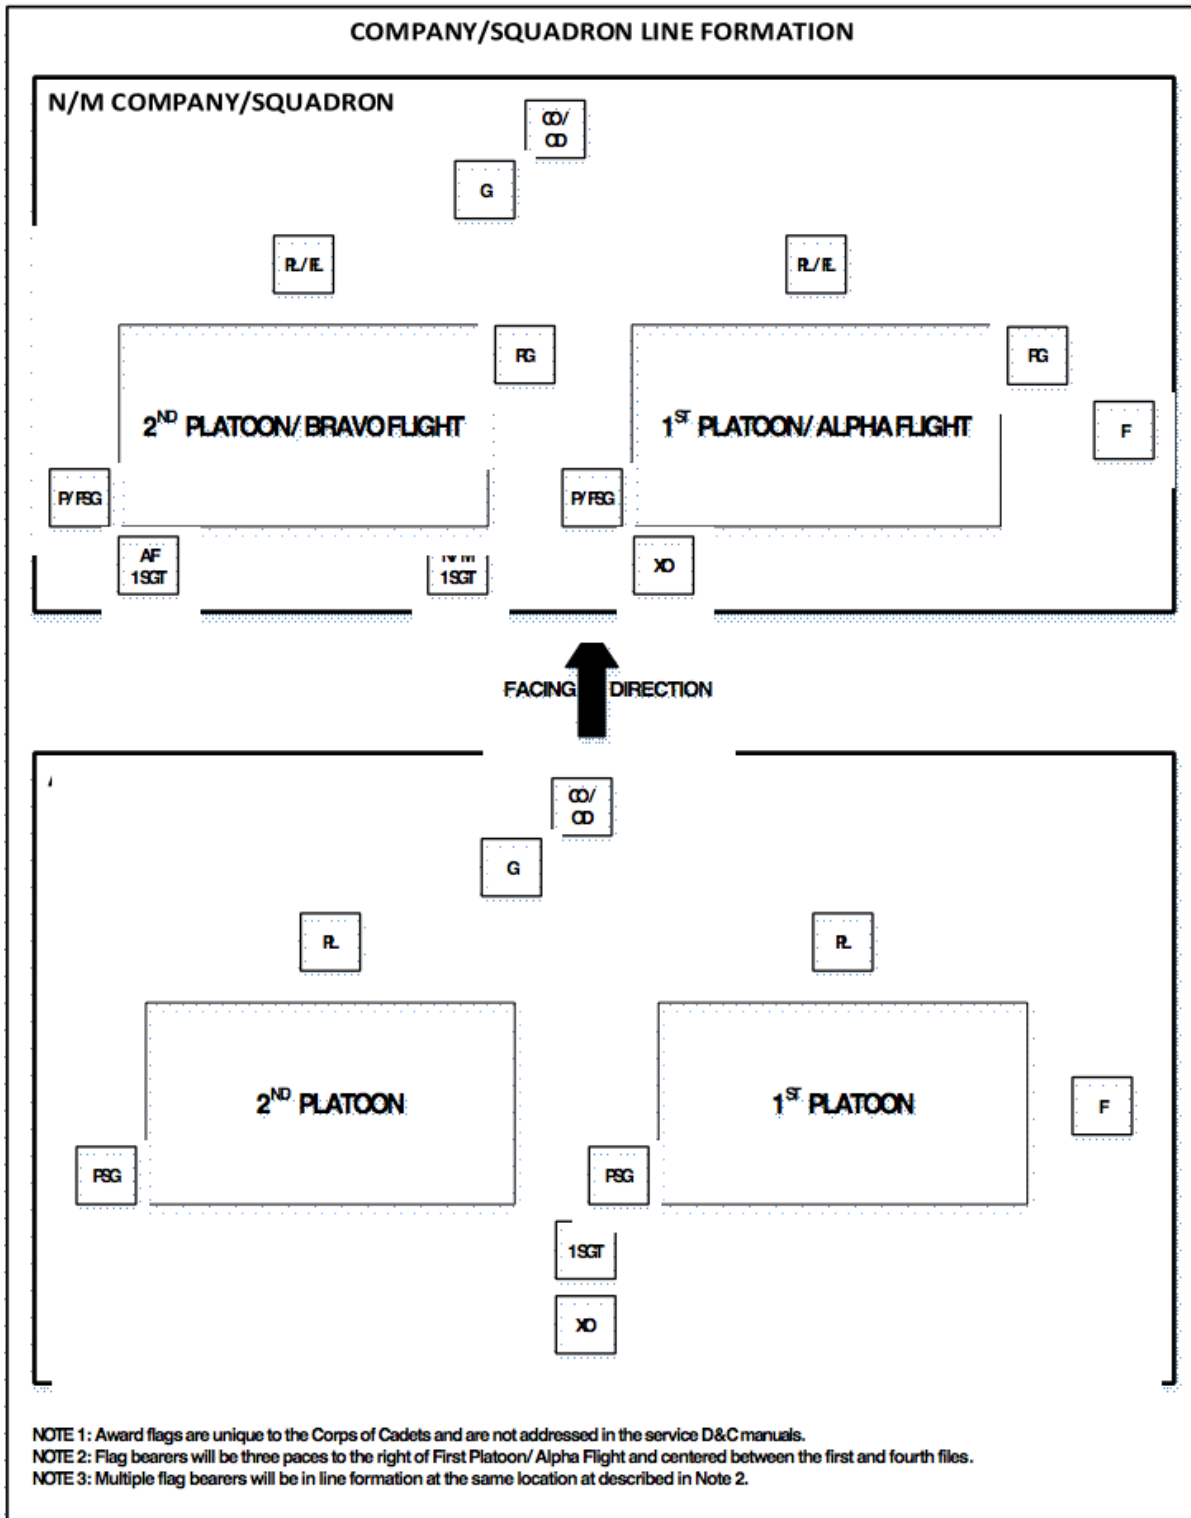 COMPANY/SQUADRON LINE FORMATION
N/M COMPANY/SQUADRON
CO/
CD
G
PL/FL
PL/FL
RG
RG
2ND PLATOON/ BRAVO FLIGHT
1ST PLATOON/ ALPHA FLIGHT
F
P/FSG
P/FSG
AF
1SGT
N/M
1SGT
XO
FACING DIRECTION
CO/
CD
G
PL
PL
2ND PLATOON
1ST PLATOON
F
PSG
PSG
1SGT
XO
NOTE 1: Award flags are unique to the Corps of Cadets and are not addressed in the service D&C manuals.
NOTE 2: Flag bearers will be three paces to the right of First Platoon/ Alpha Flight and centered between the first and fourth files.
NOTE 3: Multiple flag bearers will be in line formation at the same location at described in Note 2.